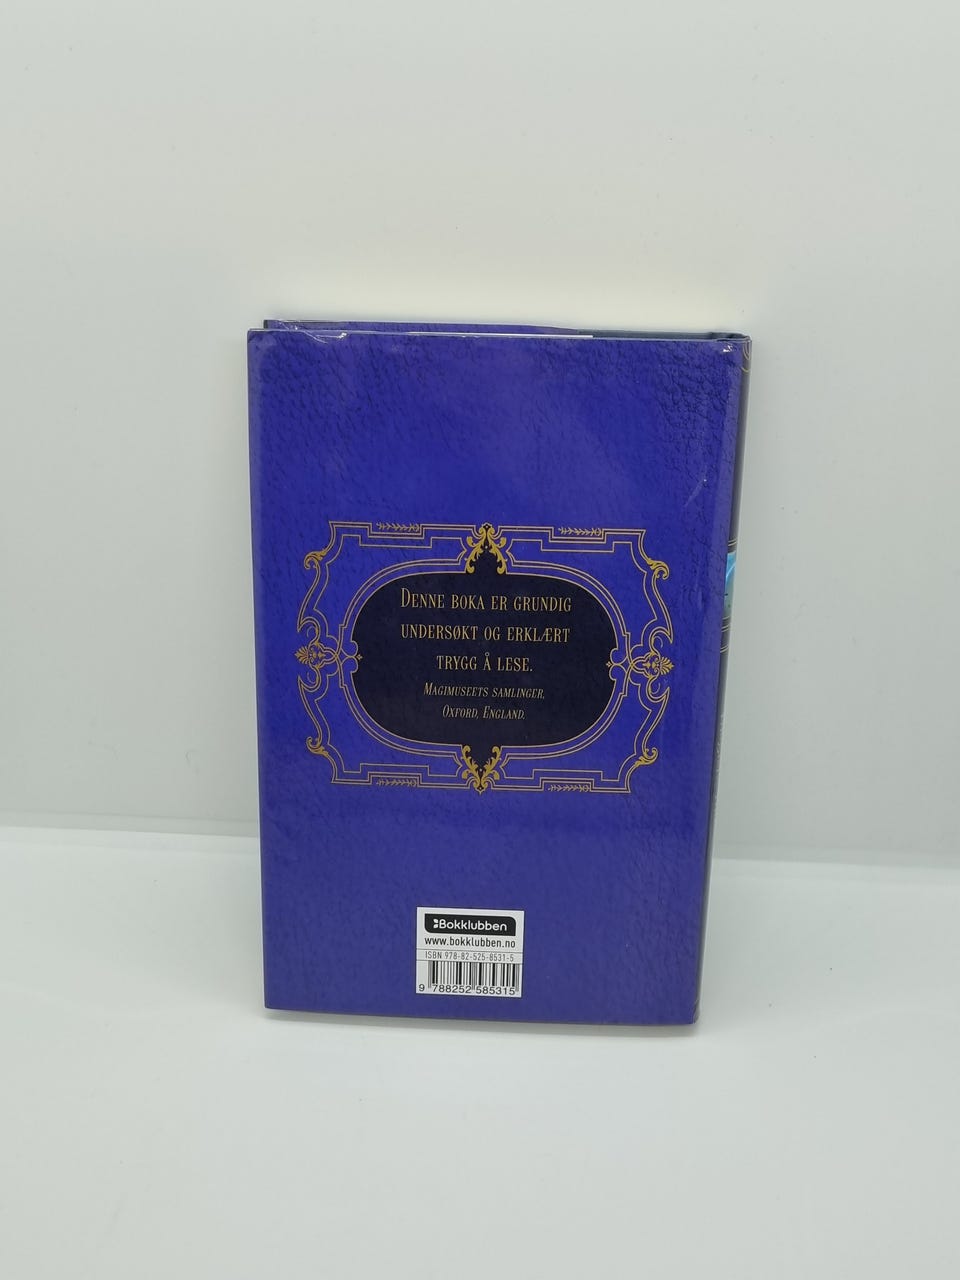 DENNE BOKA ER GRUNDIG
UNDERSØKT OG ERKLÆRT
TRYGG Å LESE.
MAGIMUSEETS SAMLINGER,
OXFORD, ENGLAND.
Bokklubben
www.bokklubben.no
ISBN 978-82-525-8531-5
9 788252 585315